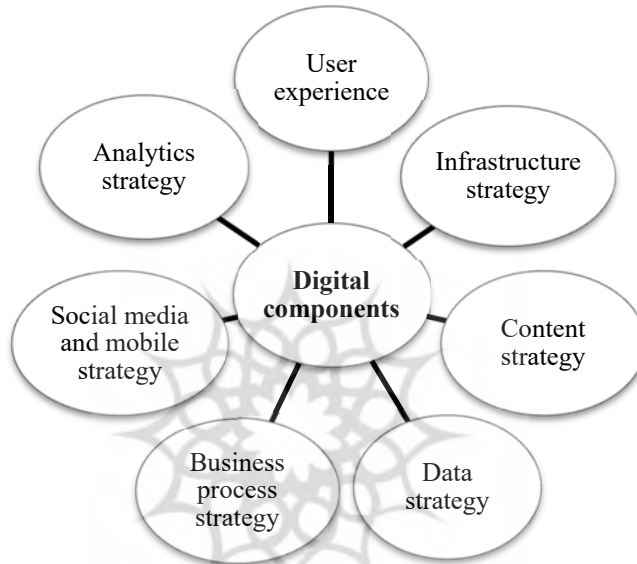 User
experience
Analytics
strategy
Infrastructure
strategy
Digital
components
Social media
and mobile
strategy
Content
strategy
Business
process
strategy
Data
strategy